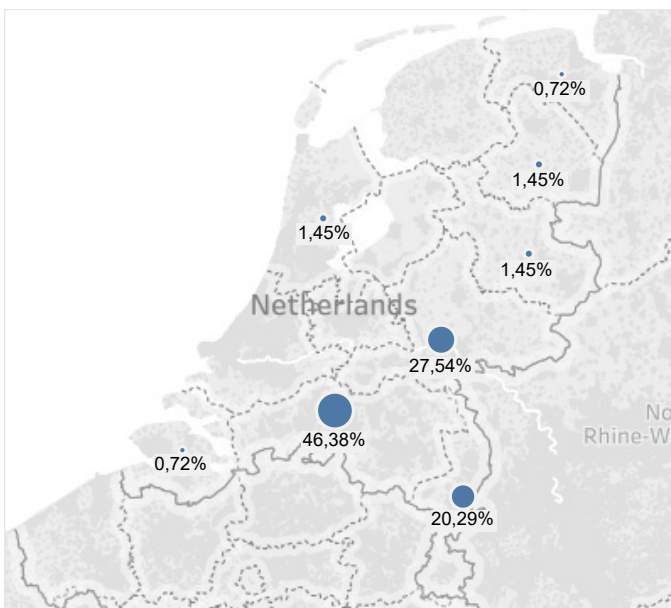 0,72%
1,45%
1,45%
1,45%
Netherlands
27,54%
No
Rhine-W
46,38%
0,72%
20,29%